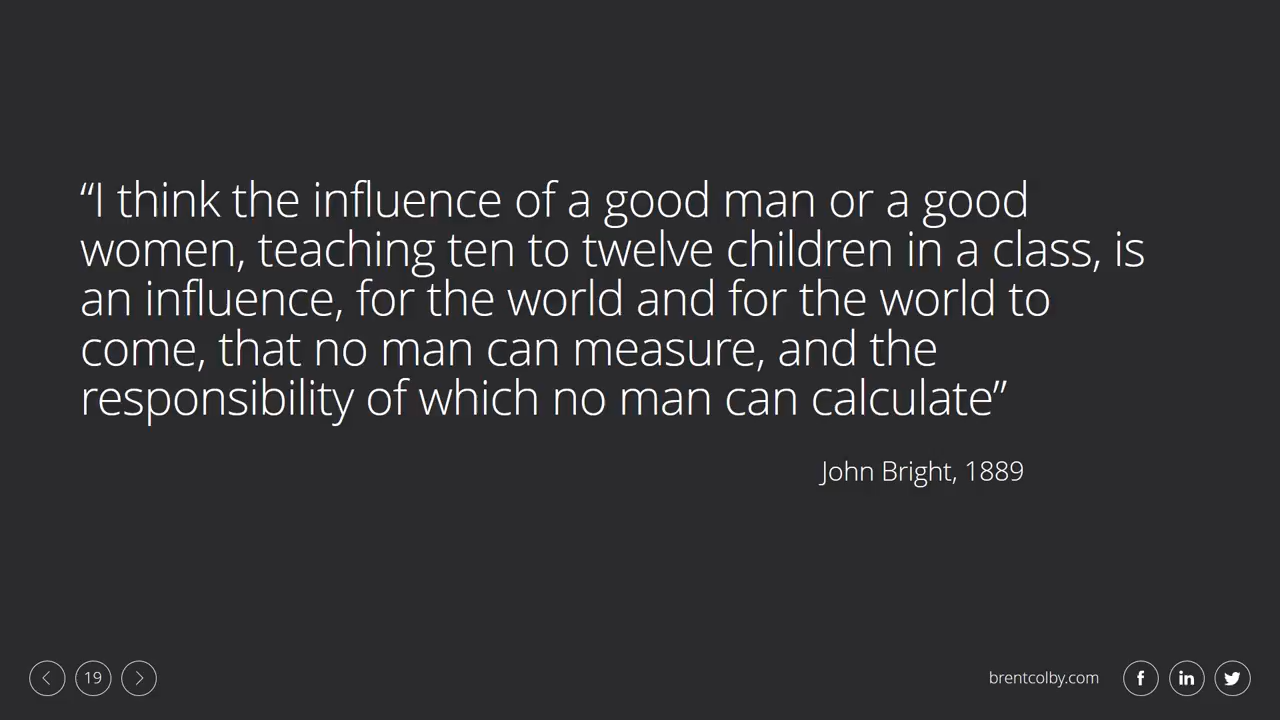 “I think the influence of a good man or a good
women, teaching ten to twelve children in a class, is
an influence, for the world and for the world to
come, that no man can measure, and the
responsibility of which no man can calculate”
John Bright, 1889
19
brentcolby.com